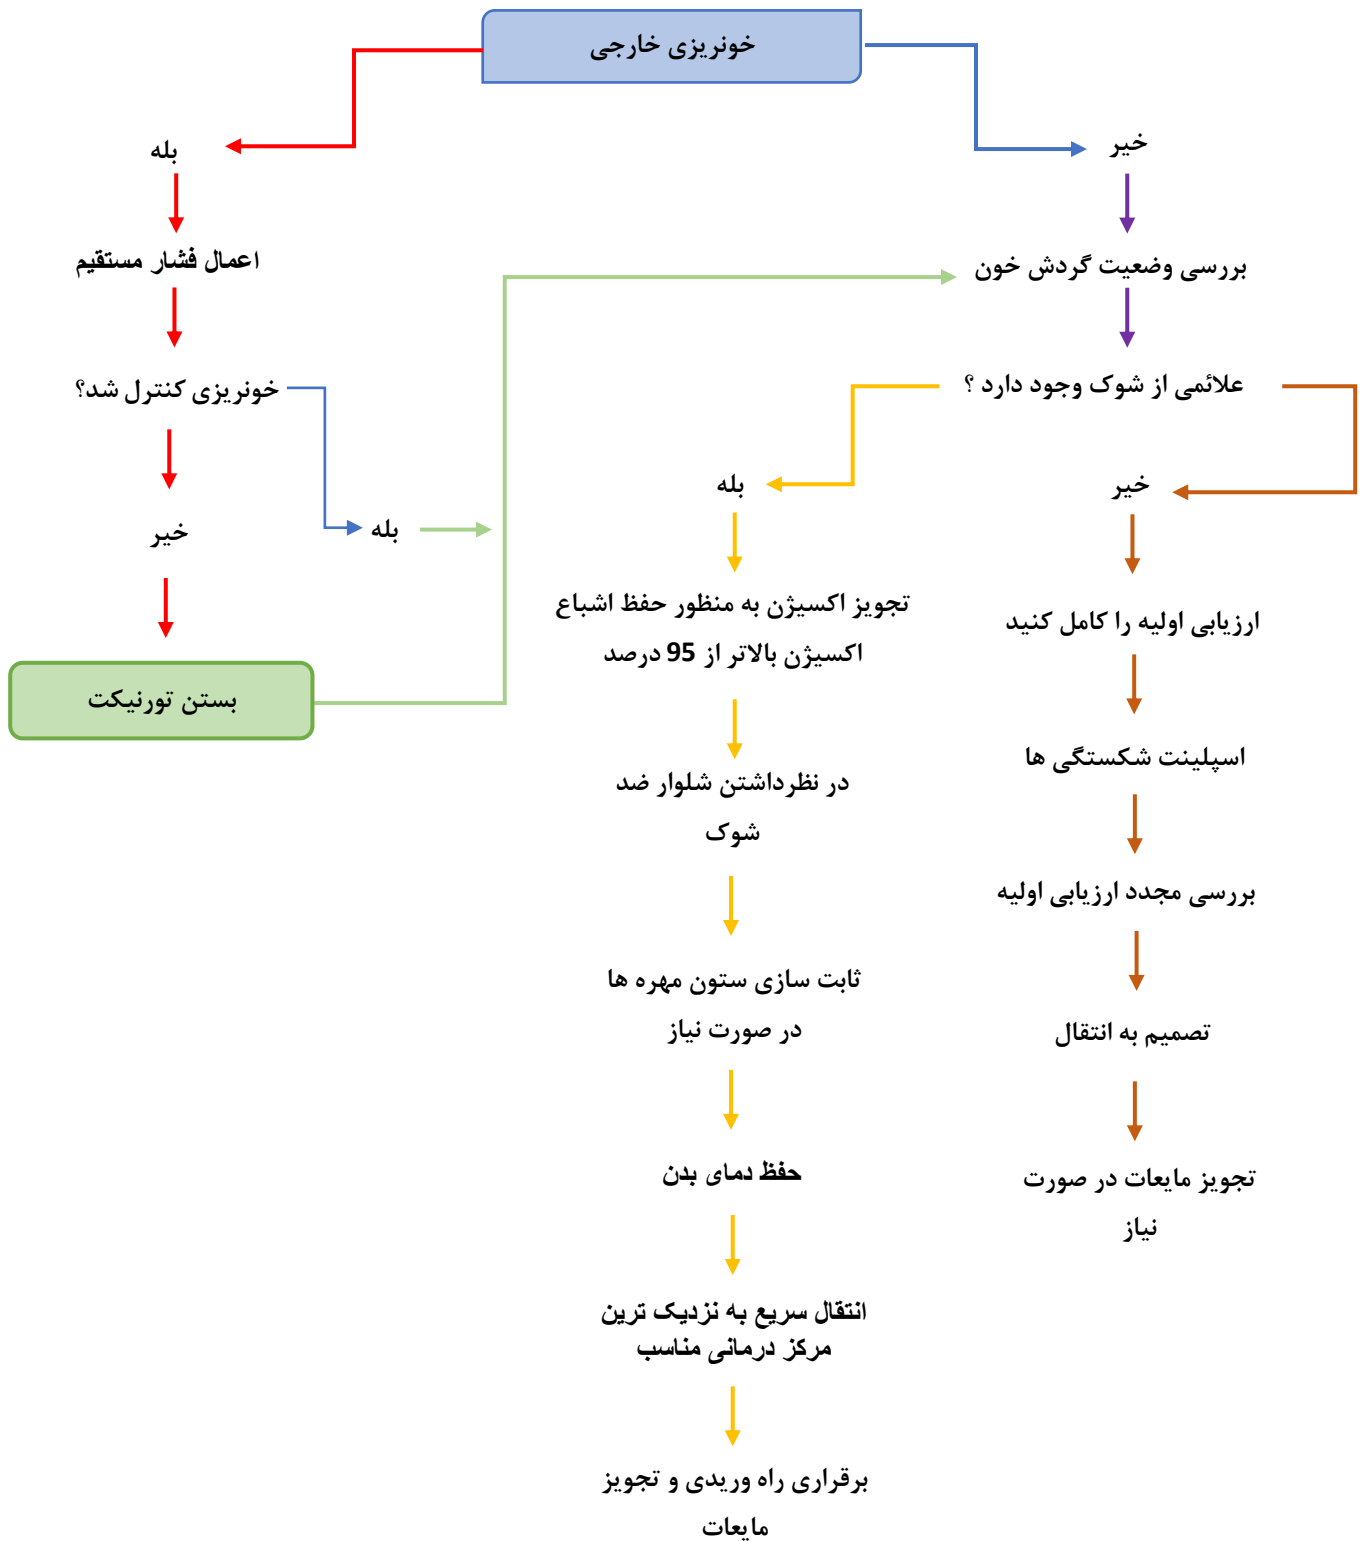 خونریزی خارجی
خیر
بله
بررسی وضعیت گردش خون
اعمال فشار مستقیم
علائمی از شوک وجود دارد ؟
خونریزی کنترل شد؟
خیر
بله
بله
خیر
تجویز اکسیژن به منظور حفظ اشباع
اکسیژن بالاتر از 95 درصد
ارزیابی اولیه را کامل کنید
بستن تورنیکت
اسپلینت شکستگی ها
در نظرداشتن شلوار ضد
شوک
بررسی مجدد ارزیابی اولیه
ثابت سازی ستون مهره ها
در صورت نیاز
تصمیم به انتقال
حفظ دمای بدن
تجویز مایعات در صورت
نیاز
انتقال سریع به نزدیک ترین
مرکز درمانی مناسب
برقراری راه وریدی و تجویز
مایعات